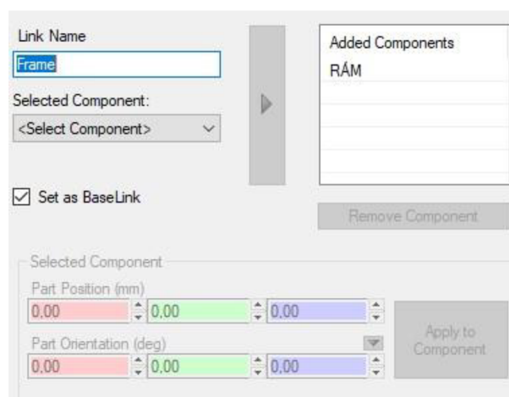 Link Name
Frame
Selected Component:
<Select Component>
Set as BaseLink
Added Components
RÁM
Remove Component
Selected Component
Part Position (mm)
0,00 0,00 0,00
Part Orientation (deg)
0,00 0,00 0,00
Apply to
Component